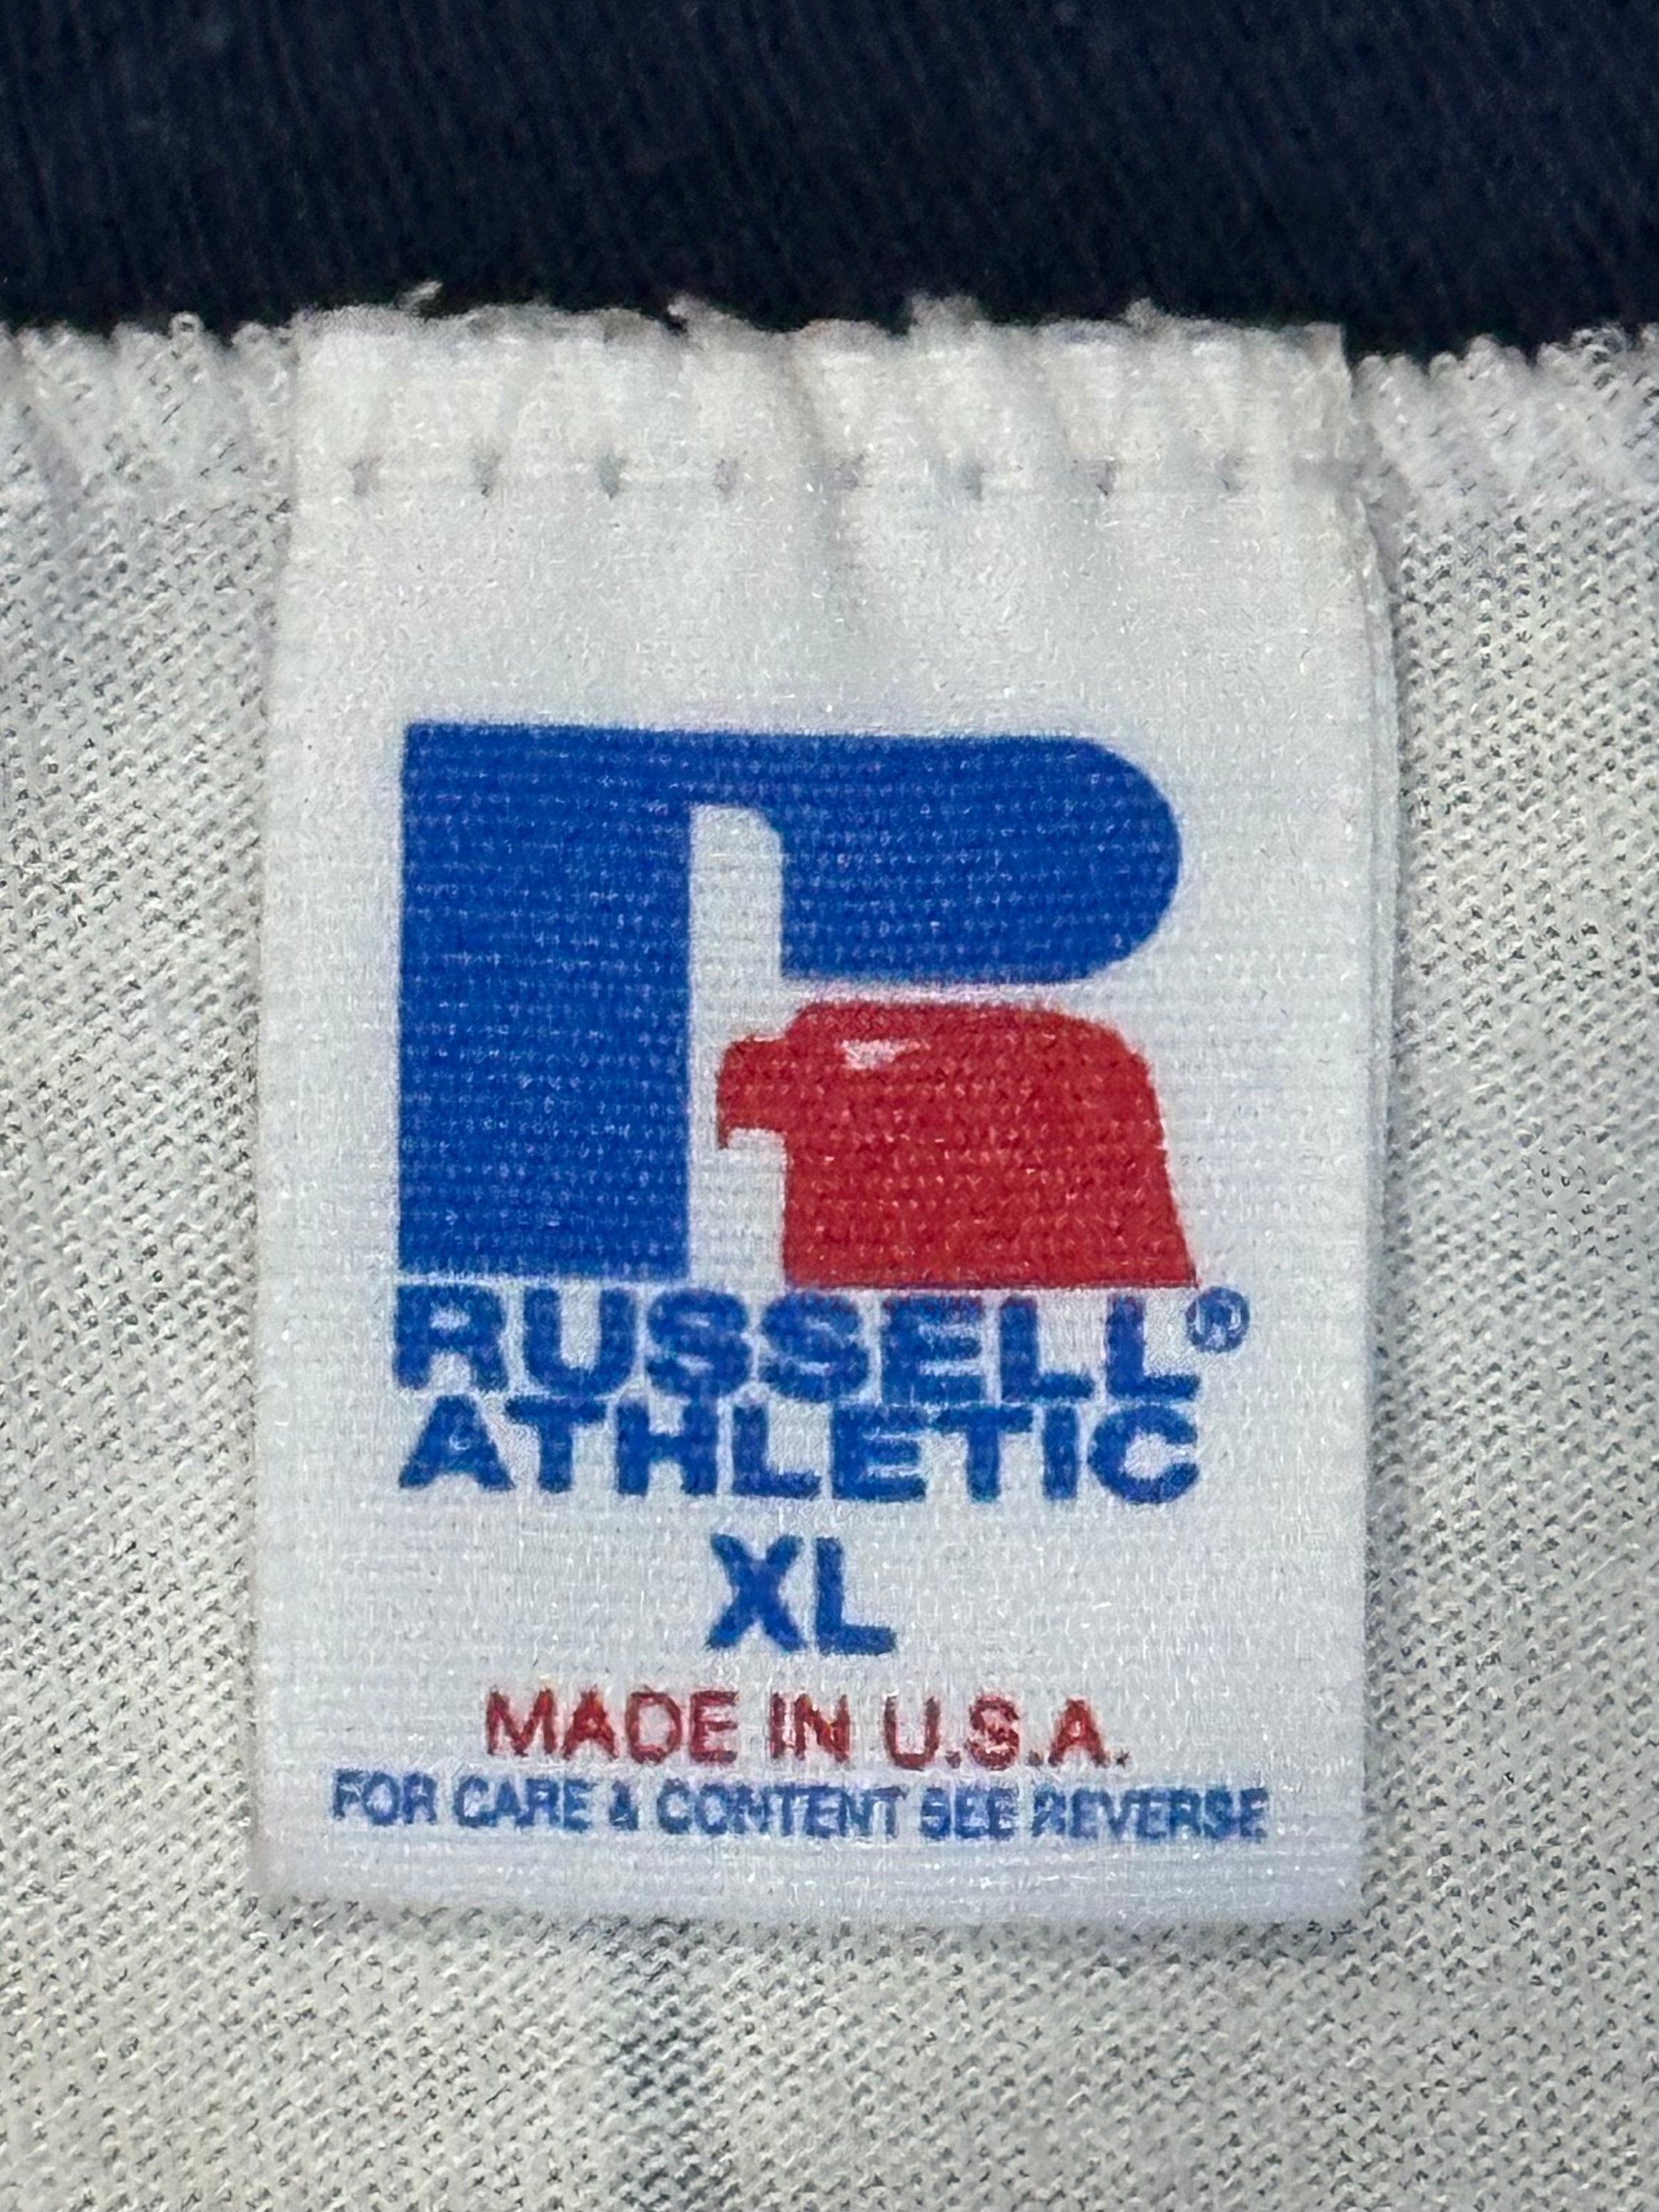 RUSSELL®
ATHLETIC
XL
MADE IN U.S.A.
FOR CARE & CONTENT SEE REVERSE